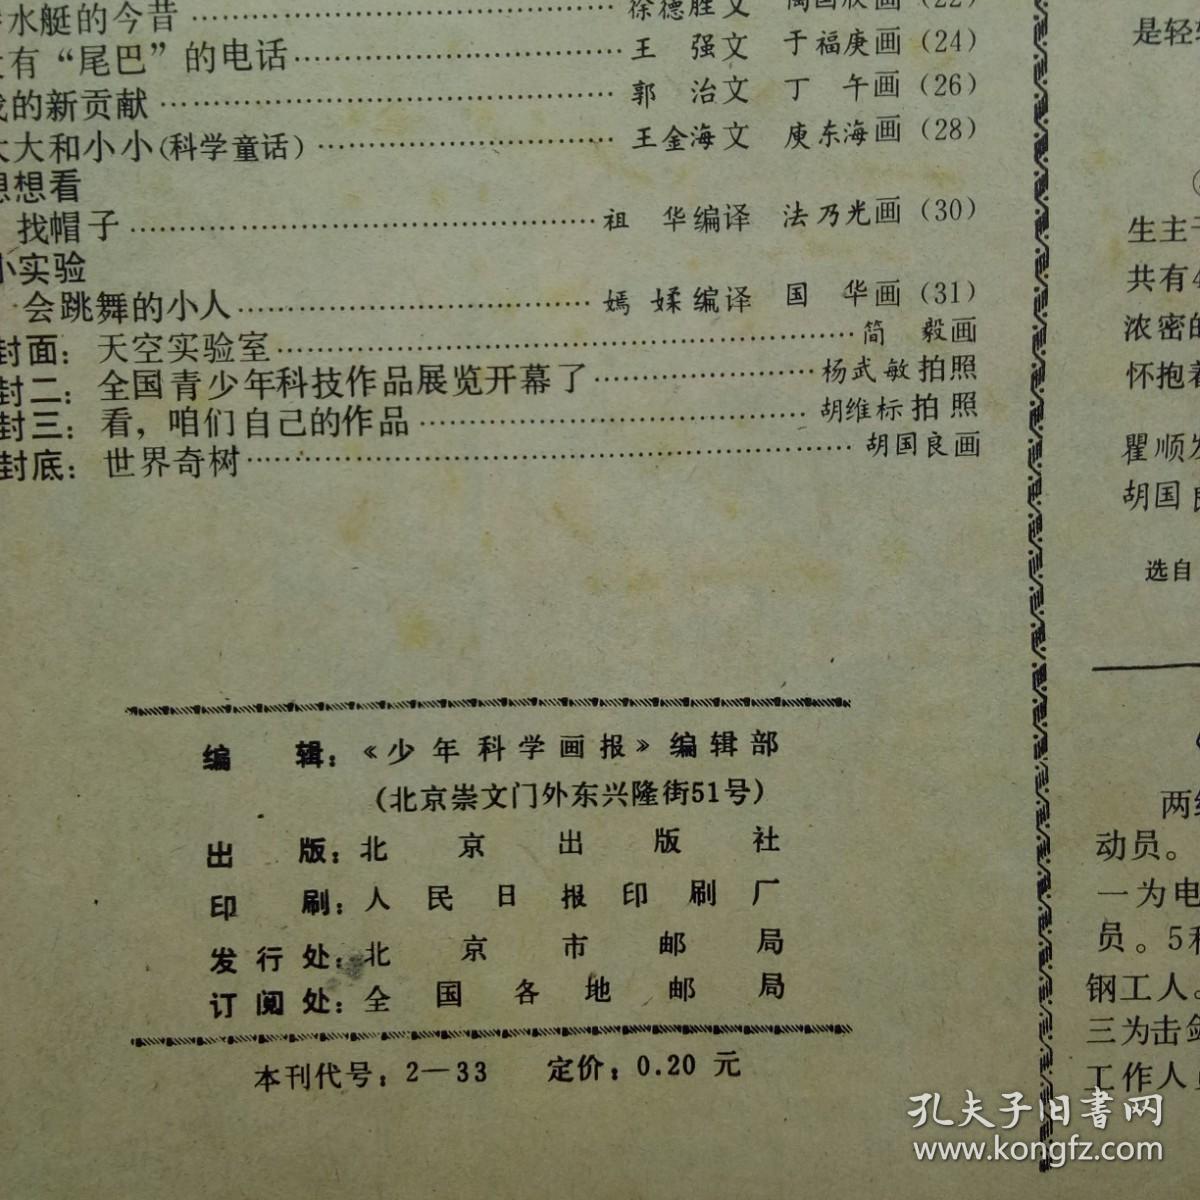 水艇的今昔…………徐德胜文 画(22)
有“尾巴”的电话…………王 强文 于福庚画(24)
我的新贡献…………郭 治文 丁 午画(26)
大大和小小(科学童话)…………王金海文 庾东海画(28)
想想看
找帽子…………祖 华编译 法乃光画(30)
小实验
会跳舞的小人…………嫣 媃编译 国 华画(31)
封面：天空实验室…………简 毅画
封二：全国青少年科技作品展览开幕了…………杨武敏拍照
封三：看，咱们自己的作品…………胡维标拍照
封底：世界奇树…………胡国良画
编 辑：《少年科学画报》编辑部
(北京崇文门外东兴隆街51号)
出 版：北京出版社
印 刷：人民日报印刷厂
发行处：北京市邮局
订阅处：全国各地邮局
本刊代号：2—33 定价：0.20 元
是轻
生主
共有4
浓密的
怀抱着
瞿顺发
胡国良
选自
两
动员。
一为电
员。5
钢工人。
三为击剑
工作人员
孔夫子旧书网
www.kongfz.com